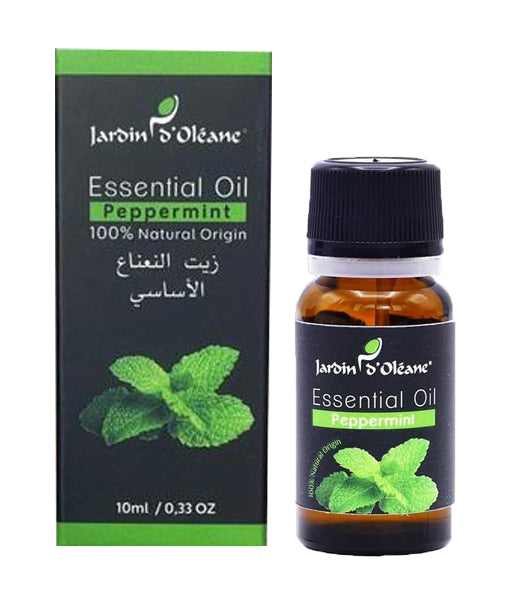 Jardin d'Oléane®
Essential Oil
Peppermint
100% Natural Origin
زيت النعناع
الأساسي
10ml / 0,33 OZ
Jardin d'Oléane®
Essential Oil
Peppermint
100% Natural Origin